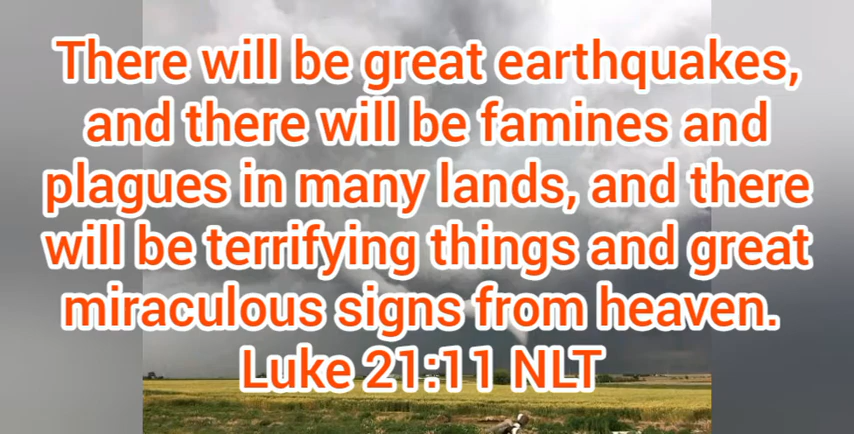 There will be great earthquakes,
and there will be famines and
plagues in many lands, and there
will be terrifying things and great
miraculous signs from heaven.
Luke 21:11 NLT